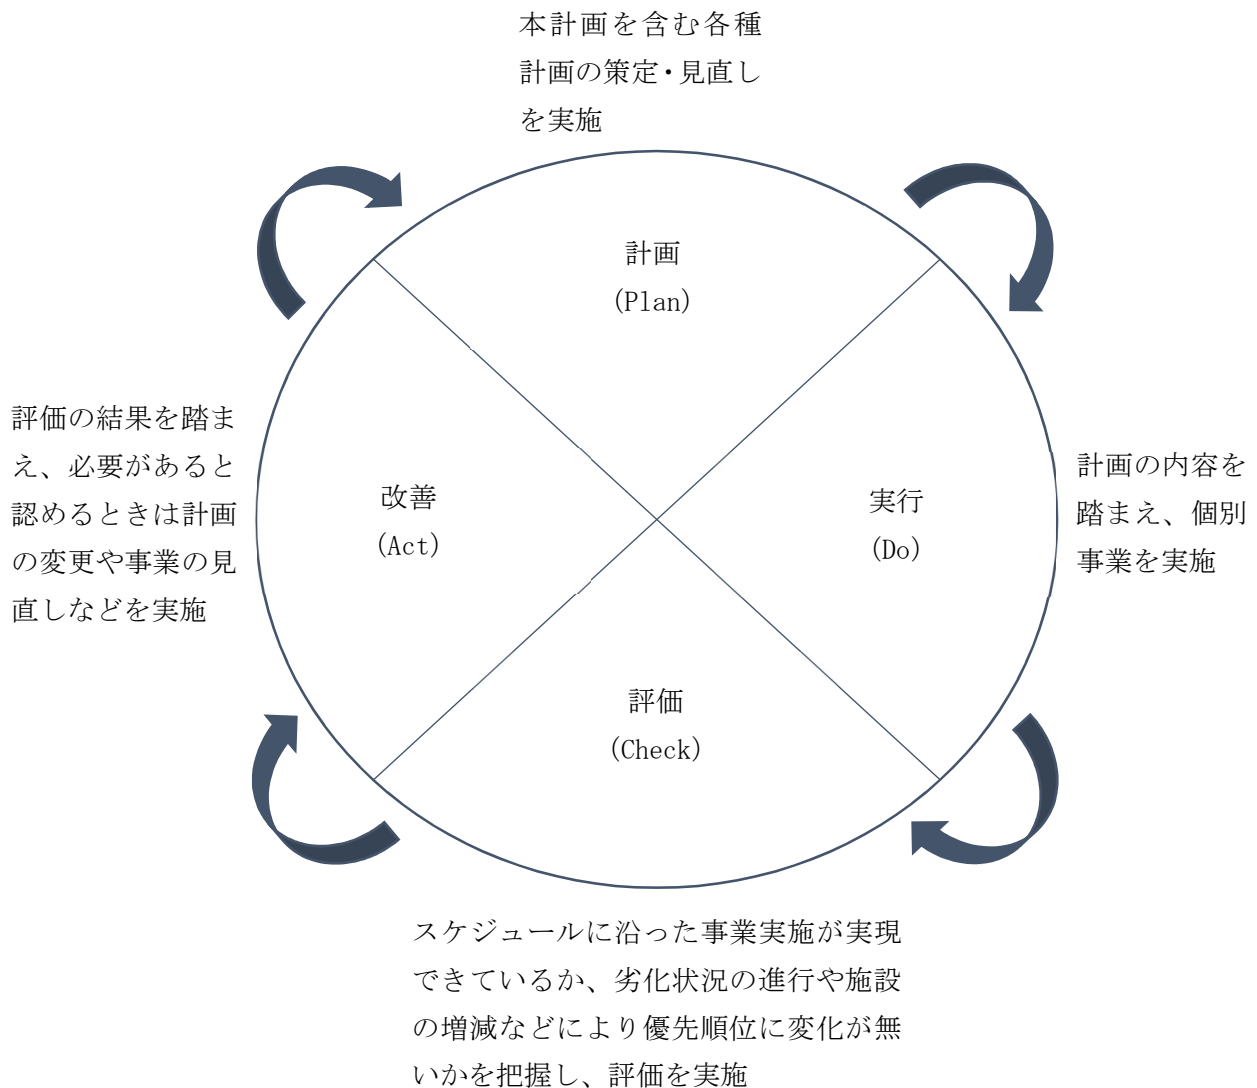 本計画を含む各種
計画の策定・見直し
を実施
計画
(Plan)
評価の結果を踏ま
え、必要があると
認めるときは計画
の変更や事業の見
直しなどを実施
改善
(Act)
実行
(Do)
計画の内容を
踏まえ、個別
事業を実施
評価
(Check)
スケジュールに沿った事業実施が実現
できているか、劣化状況の進行や施設
の増減などにより優先順位に変化が無
いかを把握し、評価を実施